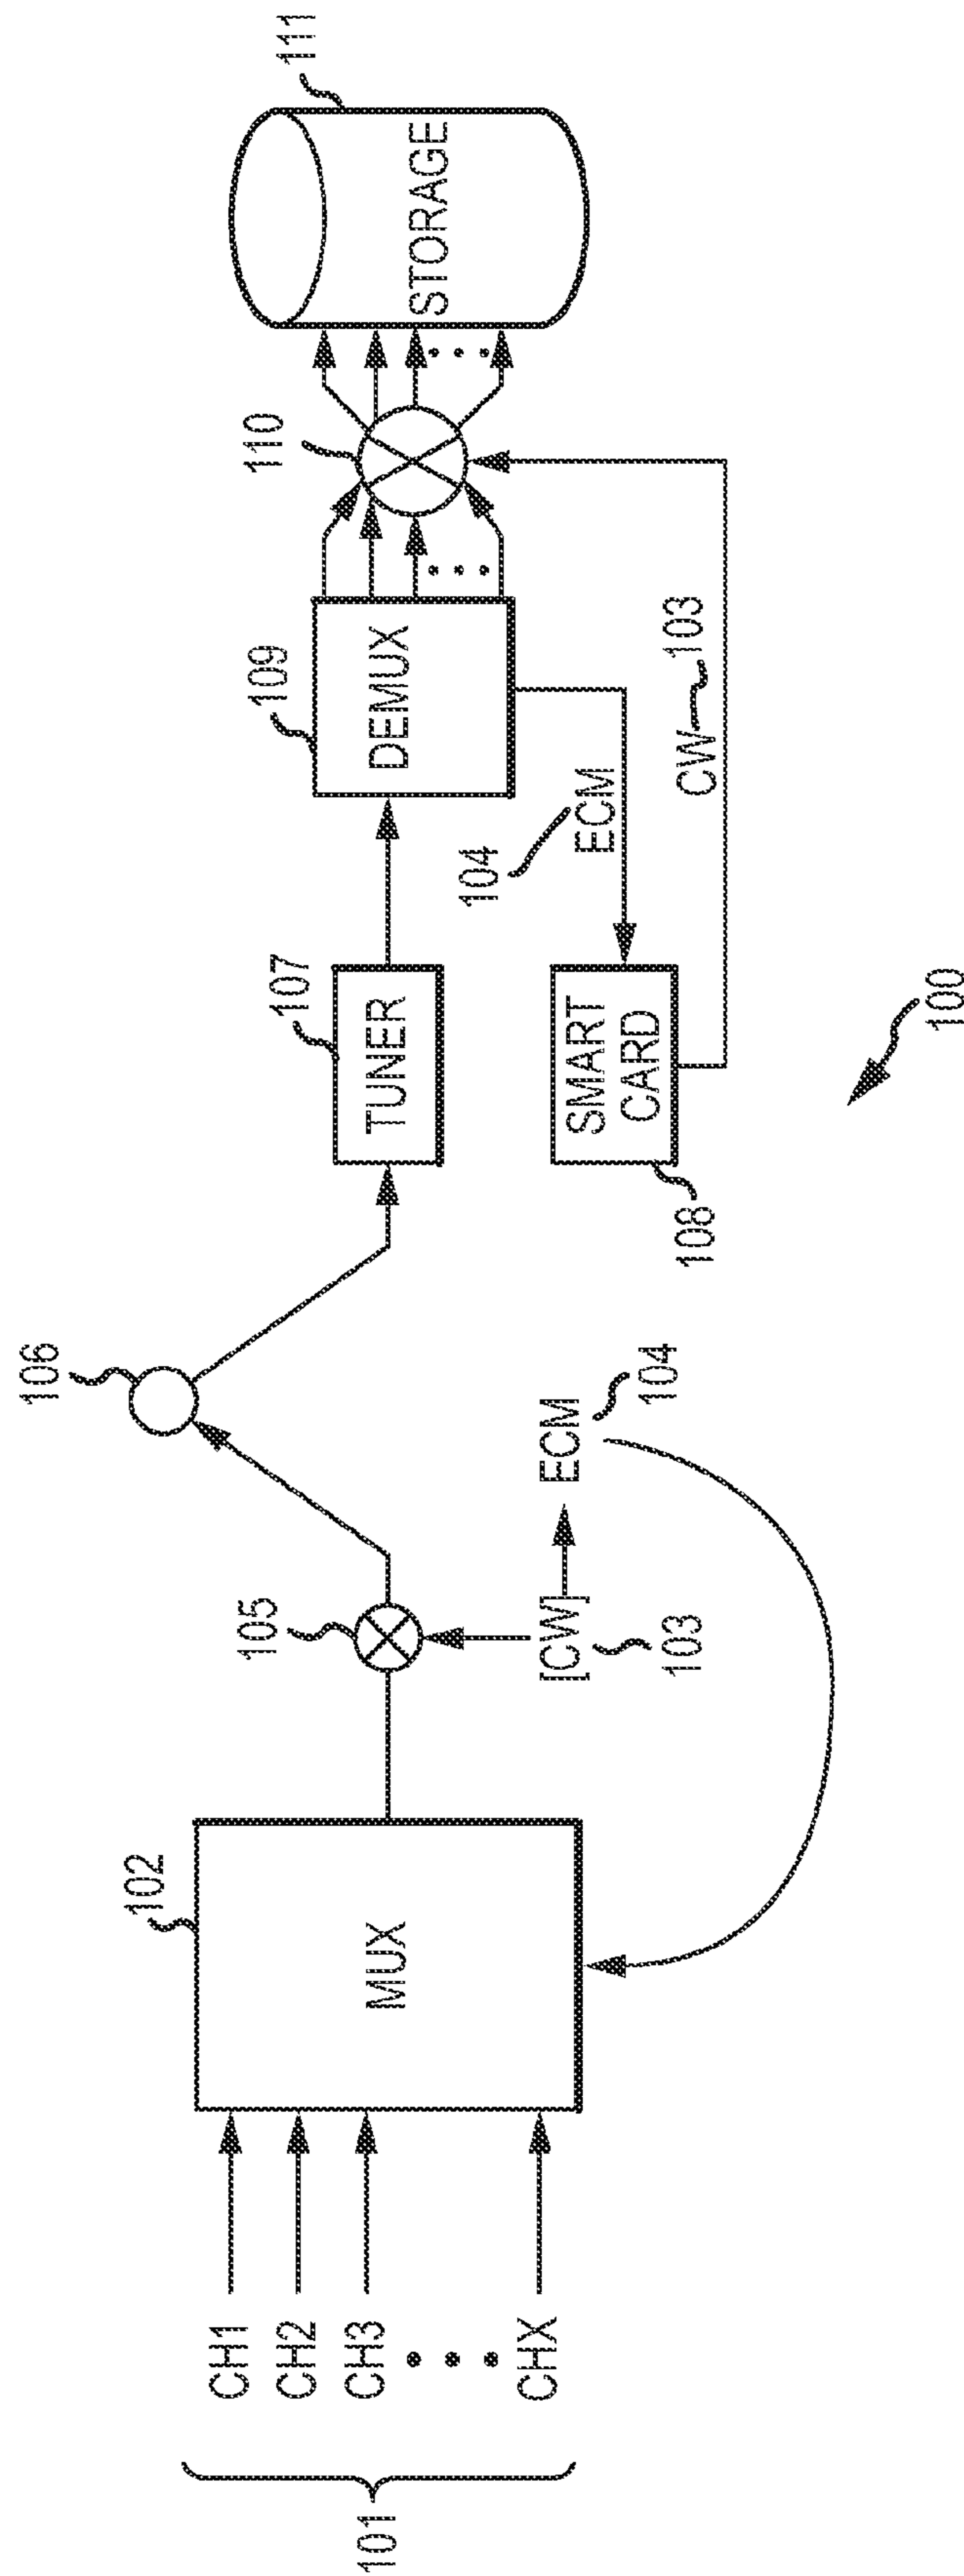 101
CH1
CH2
CH3
CHX
102
MUX
105
[CW]
103
ECM
104
106
107
TUNER
108
SMART
CARD
104
ECM
109
DEMUX
CW
103
110
STORAGE
111
100